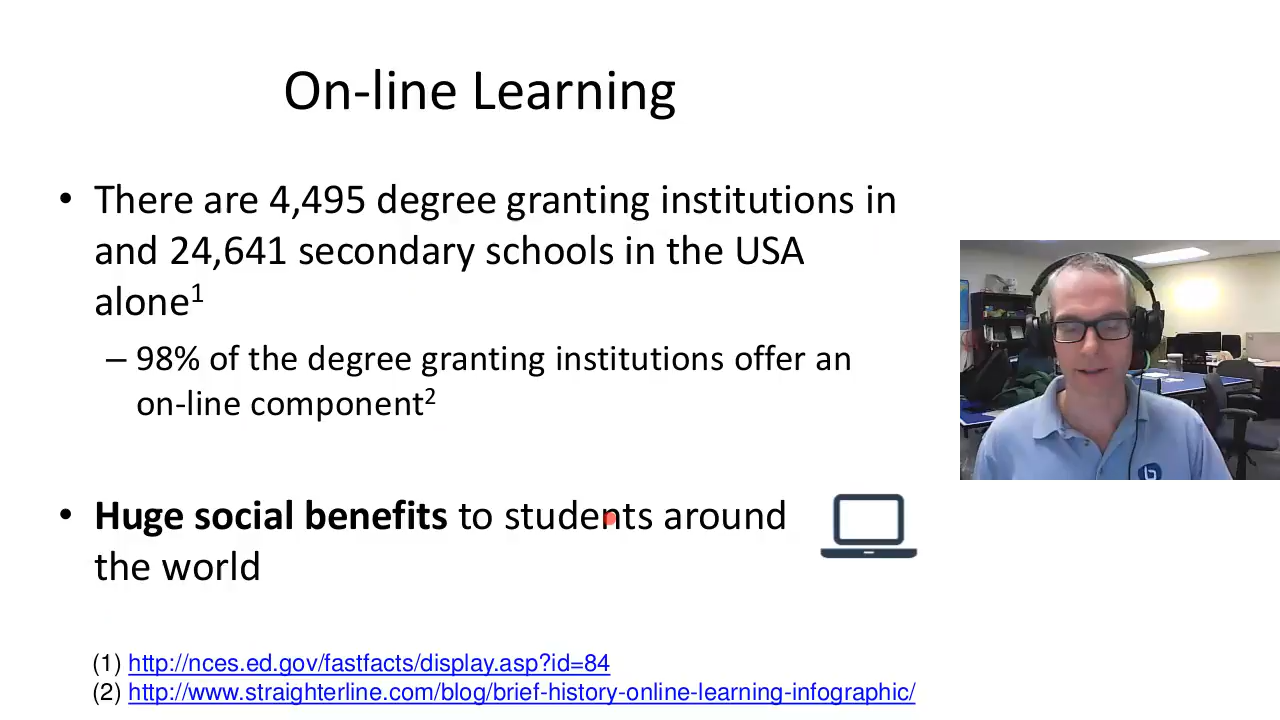 On-line Learning
• There are 4,495 degree granting institutions in
and 24,641 secondary schools in the USA
alone1
– 98% of the degree granting institutions offer an
on-line component2
• Huge social benefits to students around
the world
(1) http://nces.ed.gov/fastfacts/display.asp?id=84
(2) http://www.straighterline.com/blog/brief-history-online-learning-infographic/